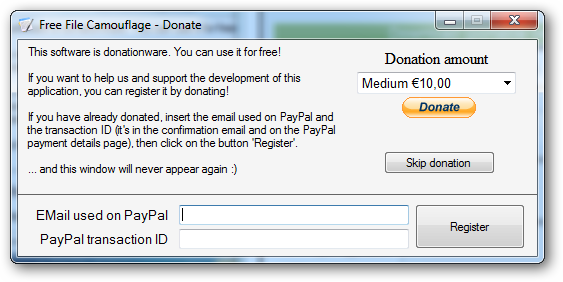 Free File Camouflage - Donate
This software is donationware. You can use it for free!
If you want to help us and support the development of this
application, you can register it by donating!
If you have already donated, insert the email used on PayPal and
the transaction ID (it's in the confirmation email and on the PayPal
payment details page), then click on the button 'Register'.
... and this window will never appear again :)
Donation amount
Medium €10,00
Donate
Skip donation
EMail used on PayPal
PayPal transaction ID
Register